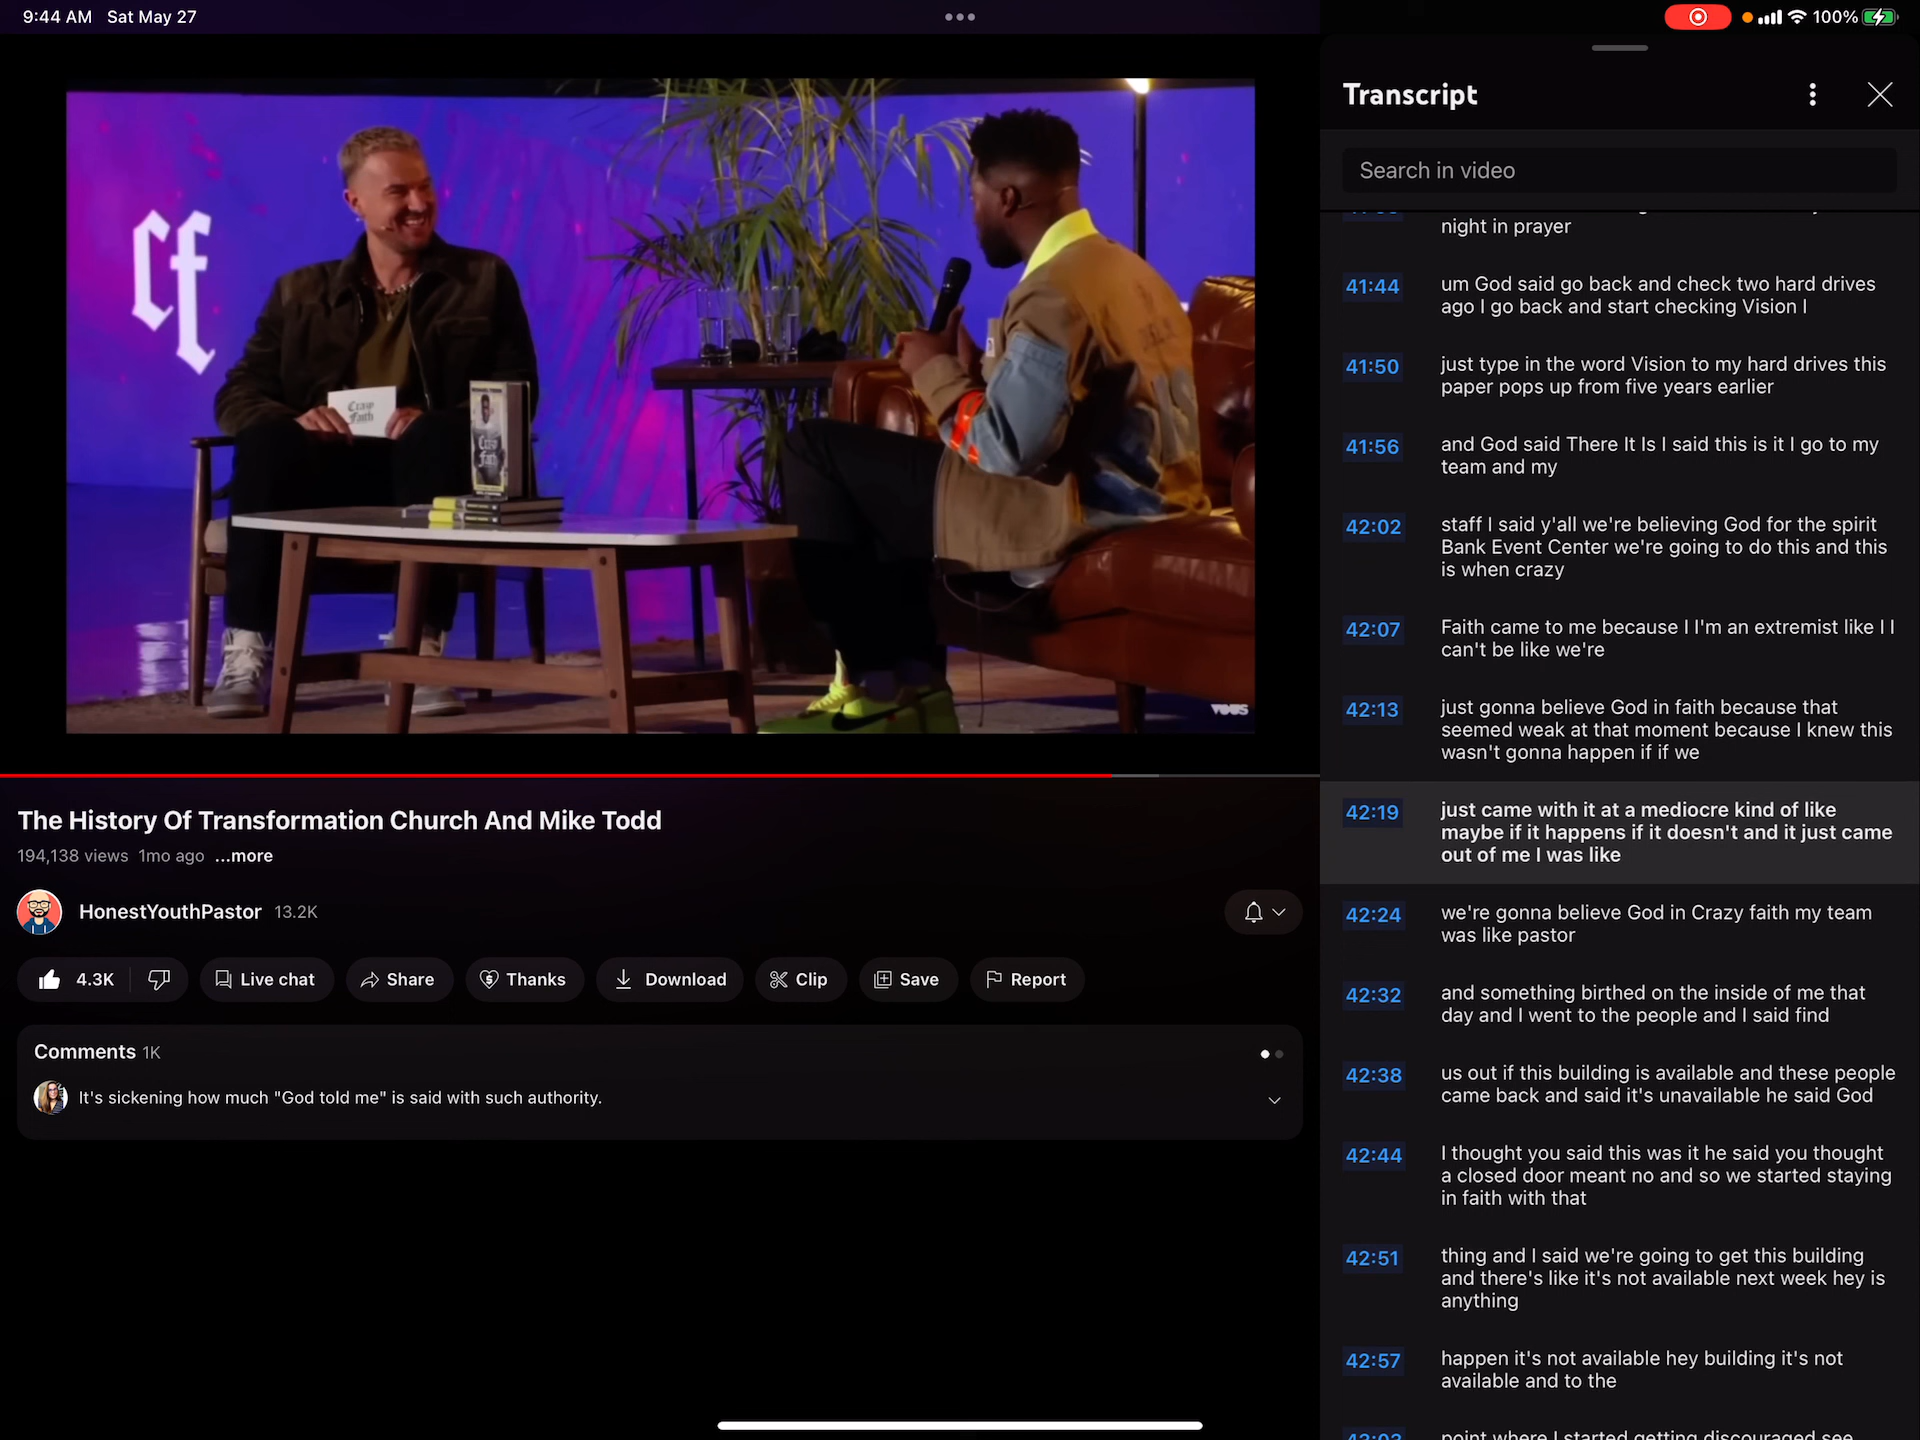 9:44 AM Sat May 27
100%
cf
Crazy
Faith
Crazy
Faith
VOUS
The History Of Transformation Church And Mike Todd
194,138 views 1mo ago ...more
HonestYouthPastor 13.2K
4.3K
Live chat
Share
Thanks
Download
Clip
Save
Report
Comments 1K
It's sickening how much "God told me" is said with such authority.
Transcript
Search in video
night in prayer
41:44
um God said go back and check two hard drives
ago I go back and start checking Vision I
41:50
just type in the word Vision to my hard drives this
paper pops up from five years earlier
41:56
and God said There It Is I said this is it I go to my
team and my
42:02
staff I said y'all we're believing God for the spirit
Bank Event Center we're going to do this and this
is when crazy
42:07
Faith came to me because I I'm an extremist like I I
can't be like we're
42:13
just gonna believe God in faith because that
seemed weak at that moment because I knew this
wasn't gonna happen if if we
42:19
just came with it at a mediocre kind of like
maybe if it happens if it doesn't and it just came
out of me I was like
42:24
we're gonna believe God in Crazy faith my team
was like pastor
42:32
and something birthed on the inside of me that
day and I went to the people and I said find
42:38
us out if this building is available and these people
came back and said it's unavailable he said God
42:44
I thought you said this was it he said you thought
a closed door meant no and so we started staying
in faith with that
42:51
thing and I said we're going to get this building
and there's like it's not available next week hey is
anything
42:57
happen it's not available hey building it's not
available and to the
43:03
point where I started getting discouraged see